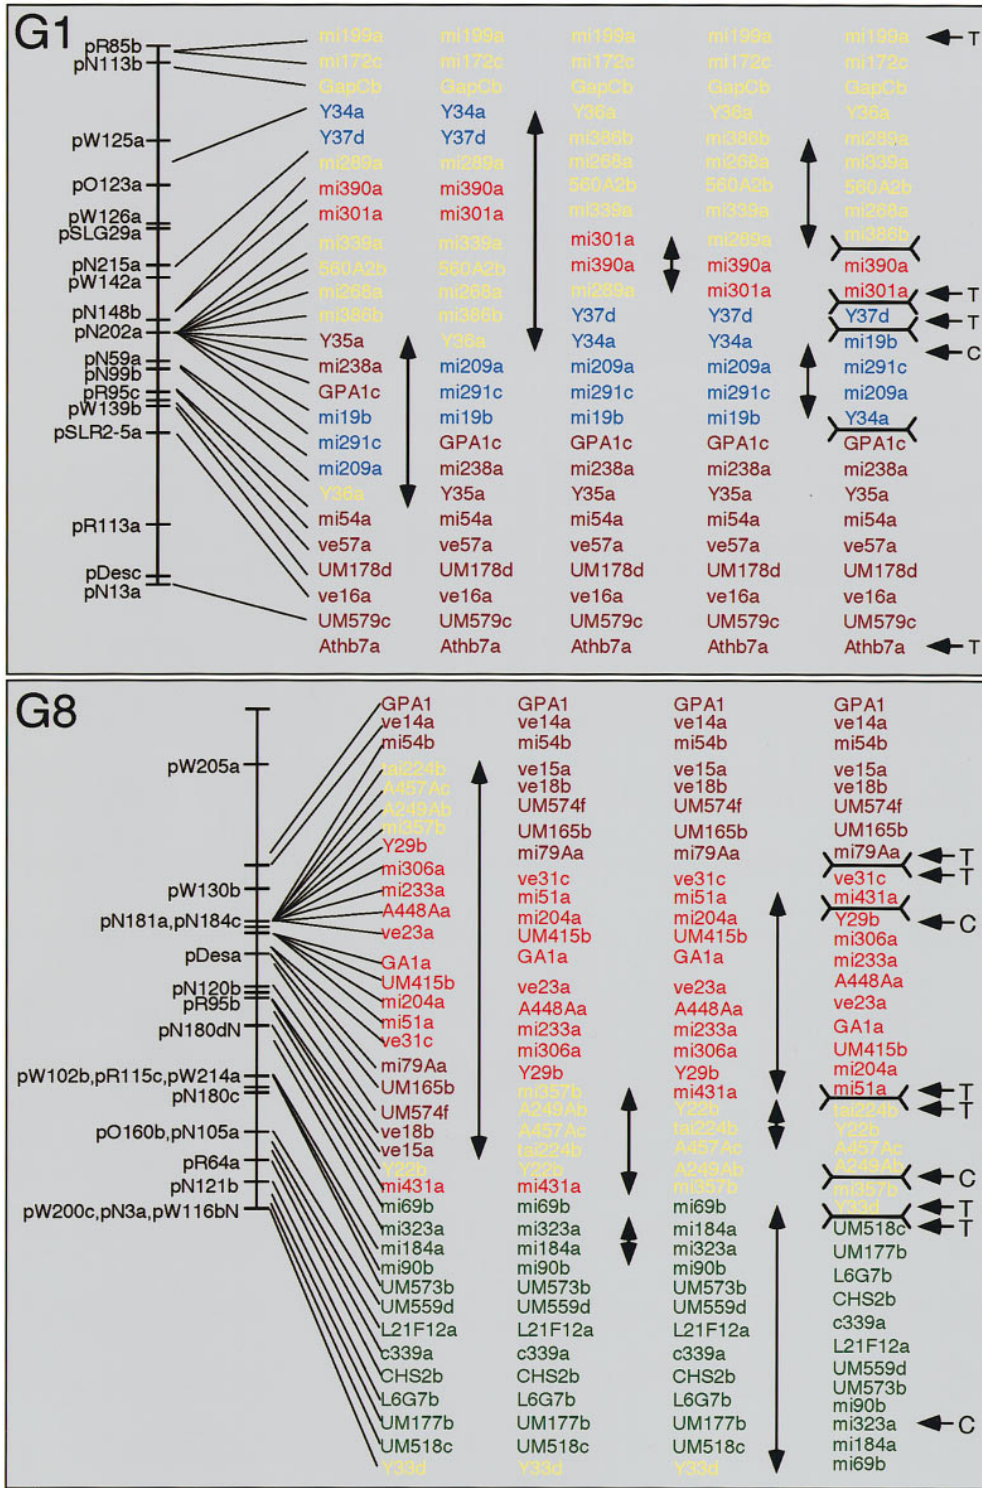 G1
pR85b
pN113b
pW125a
pO123a
pW126a
pSLG29a
pN215a
pW142a
pN148b
pN202a
pN59a
pN99b
pR95c
pW139b
pSLR2-5a
pR113a
pDesc
pN13a
mi199a mi199a mi199a mi199a mi199a T
mi172c mi172c mi172c mi172c mi172c
GapCb GapCb GapCb GapCb GapCb
Y34a Y34a Y36a Y36a Y36a
Y37d Y37d mi386b mi386b mi289a
mi289a mi289a mi268a mi268a mi339a
mi390a mi390a 560A2b 560A2b 560A2b
mi301a mi301a mi339a mi339a mi268a
mi339a mi339a mi301a mi289a mi386b
560A2b 560A2b mi390a mi390a mi390a
mi268a mi268a mi289a mi301a mi301a T
mi386b mi386b Y37d Y37d Y37d T
Y35a Y36a Y34a Y34a mi19b C
mi238a mi209a mi209a mi209a mi291c
GPA1c mi291c mi291c mi291c mi209a
mi19b mi19b mi19b mi19b Y34a
mi291c GPA1c GPA1c GPA1c GPA1c
mi209a mi238a mi238a mi238a mi238a
Y36a Y35a Y35a Y35a Y35a
mi54a mi54a mi54a mi54a mi54a
ve57a ve57a ve57a ve57a ve57a
UM178d UM178d UM178d UM178d UM178d
ve16a ve16a ve16a ve16a ve16a
UM579c UM579c UM579c UM579c UM579c
Athb7a Athb7a Athb7a Athb7a Athb7a T
G8
pW205a
pW130b
pN181a,pN184c
pDesa
pN120b
pR95b
pN180dN
pW102b,pR115c,pW214a
pN180c
pO160b,pN105a
pR64a
pN121b
pW200c,pN3a,pW116bN
GPA1 GPA1 GPA1 GPA1
ve14a ve14a ve14a ve14a
mi54b mi54b mi54b mi54b
tai224b ve15a ve15a ve15a
A457Ac ve18b ve18b ve18b
A249Ab UM574f UM574f UM574f
mi357b UM165b UM165b UM165b
Y29b mi79Aa mi79Aa mi79Aa T
mi306a ve31c ve31c ve31c T
mi233a mi51a mi51a mi431a
A448Aa mi204a mi204a Y29b C
ve23a UM415b UM415b mi306a
GA1a GA1a GA1a mi233a
UM415b ve23a ve23a A448Aa
mi204a A448Aa A448Aa ve23a
mi51a mi233a mi233a GA1a
ve31c mi306a mi306a UM415b
mi79Aa Y29b Y29b mi204a
UM165b mi357b mi431a mi51a T
UM574f A249Ab Y22b tai224b T
ve18b A457Ac tai224b Y22b
ve15a tai224b A457Ac A457Ac
Y22b Y22b A249Ab A249Ab C
mi431a mi431a mi357b mi357b
mi69b mi69b mi69b Y33d T
mi323a mi323a mi184a UM518c T
mi184a mi184a mi323a UM177b
mi90b mi90b mi90b L6G7b
UM573b UM573b UM573b CHS2b
UM559d UM559d UM559d c339a
L21F12a L21F12a L21F12a L21F12a
c339a c339a c339a UM559d
CHS2b CHS2b CHS2b UM573b
L6G7b L6G7b L6G7b mi90b
UM177b UM177b UM177b mi323a C
UM518c UM518c UM518c mi184a
Y33d Y33d Y33d mi69b